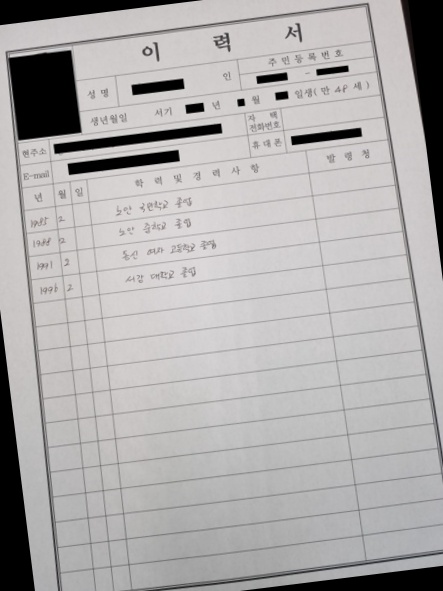 이 력 서
성 명 인 주 민 등 록 번 호
-
생년월일 서기 년 월 일생 ( 만 48 세 )
현주소 자 택 전화번호
E-mail 휴 대 폰
년 월 일 학 력 및 경 력 사 항 발 령 청
1985 2 노안 국민학교 졸업
1988 2 노안 중학교 졸업
1991 2 동신 여자 고등학교 졸업
1996 2 서강 대학교 졸업